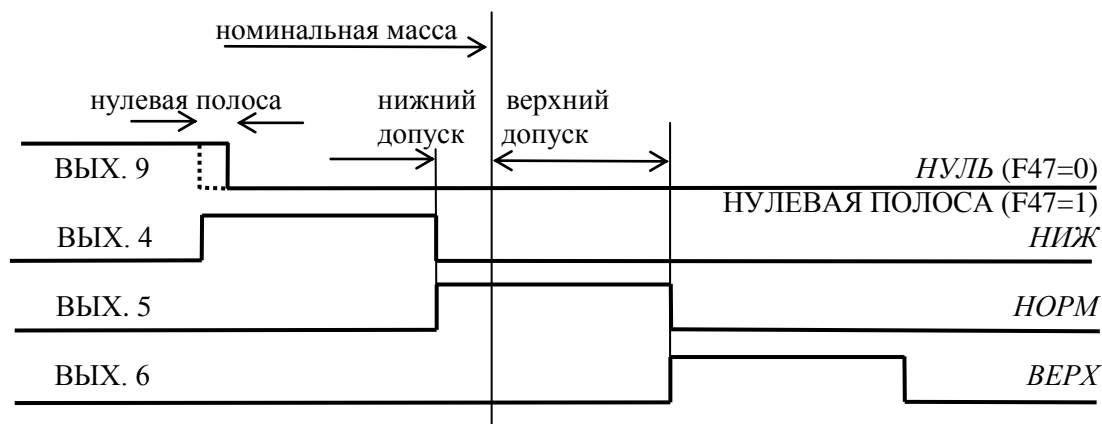 номинальная масса
нулевая полоса
нижний допуск
верхний допуск
ВЫХ. 9
НУЛЬ (F47=0)
НУЛЕВАЯ ПОЛОСА (F47=1)
ВЫХ. 4
НИЖ
ВЫХ. 5
НОРМ
ВЫХ. 6
ВЕРХ